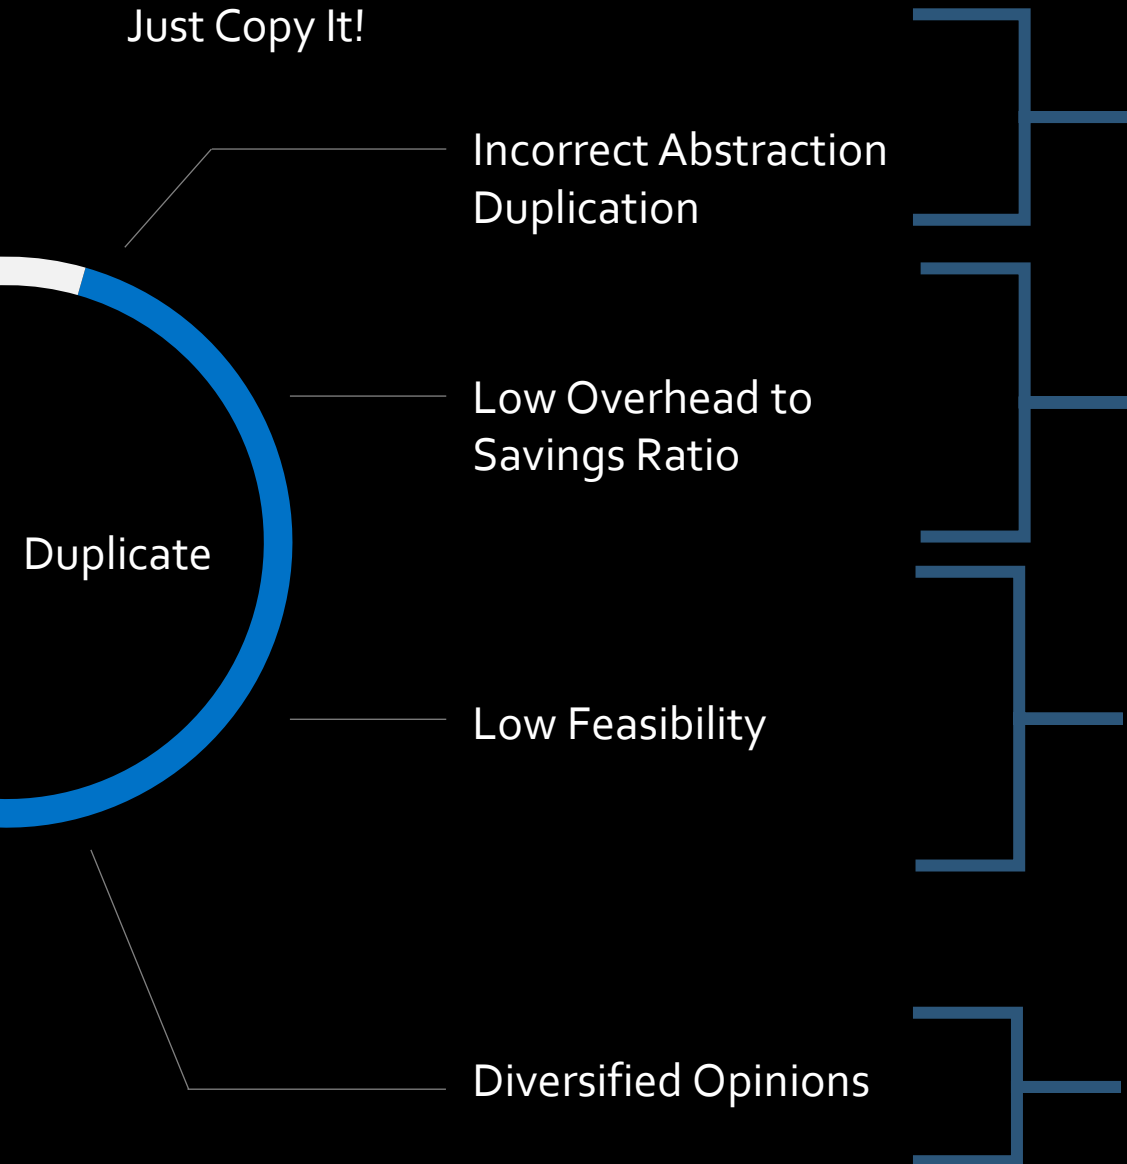 Just Copy It!
Incorrect Abstraction
Duplication
Low Overhead to
Savings Ratio
Duplicate
Low Feasibility
Diversified Opinions